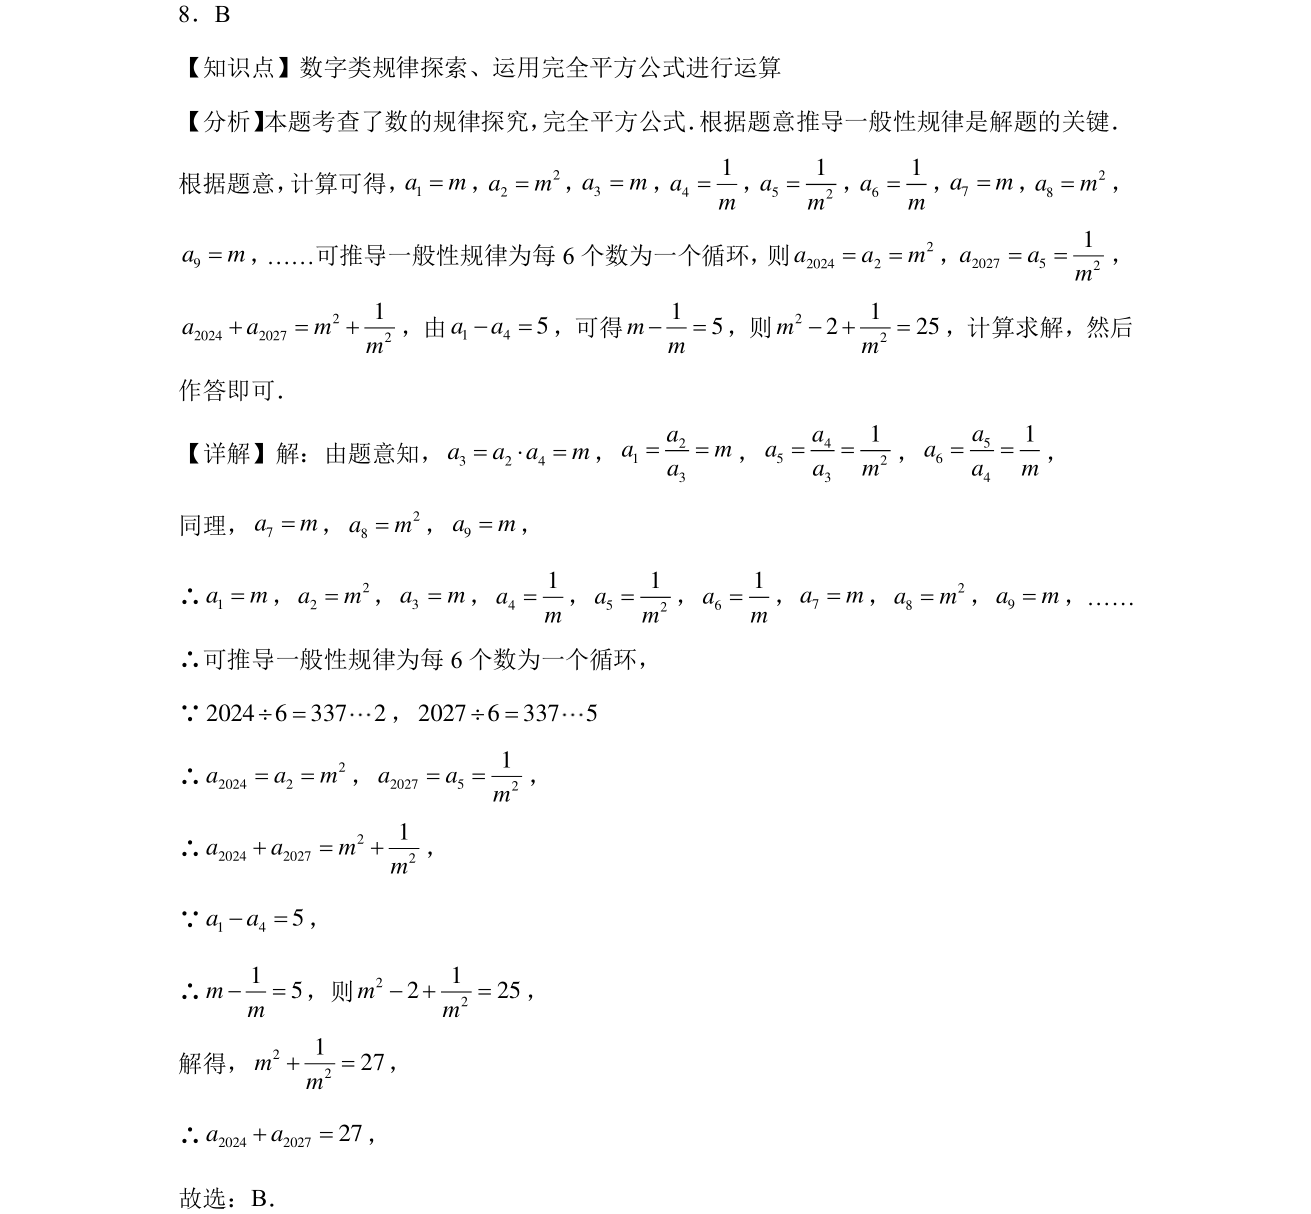 8．B
【知识点】数字类规律探索、运用完全平方公式进行运算
【分析】本题考查了数的规律探究，完全平方公式．根据题意推导一般性规律是解题的关键．
根据题意，计算可得，a₁ = m，a₂ = m²，a₃ = m，a₄ = 1/m，a₅ = 1/m²，a₆ = 1/m，a₇ = m，a₈ = m²，
a₉ = m，……可推导一般性规律为每 6 个数为一个循环，则 a₂₀₂₄ = a₂ = m²，a₂₀₂₇ = a₅ = 1/m²，
a₂₀₂₄ + a₂₀₂₇ = m² + 1/m²，由 a₁ − a₄ = 5，可得 m − 1/m = 5，则 m² − 2 + 1/m² = 25，计算求解，然后
作答即可．
【详解】解：由题意知，a₃ = a₂ · a₄ = m，a₁ = a₂/a₃ = m，a₅ = a₄/a₃ = 1/m²，a₆ = a₅/a₄ = 1/m，
同理，a₇ = m，a₈ = m²，a₉ = m，
∴ a₁ = m，a₂ = m²，a₃ = m，a₄ = 1/m，a₅ = 1/m²，a₆ = 1/m，a₇ = m，a₈ = m²，a₉ = m，……
∴可推导一般性规律为每 6 个数为一个循环，
∵ 2024 ÷ 6 = 337⋯2，2027 ÷ 6 = 337⋯5
∴ a₂₀₂₄ = a₂ = m²，a₂₀₂₇ = a₅ = 1/m²，
∴ a₂₀₂₄ + a₂₀₂₇ = m² + 1/m²，
∵ a₁ − a₄ = 5，
∴ m − 1/m = 5，则 m² − 2 + 1/m² = 25，
解得，m² + 1/m² = 27，
∴ a₂₀₂₄ + a₂₀₂₇ = 27，
故选：B．